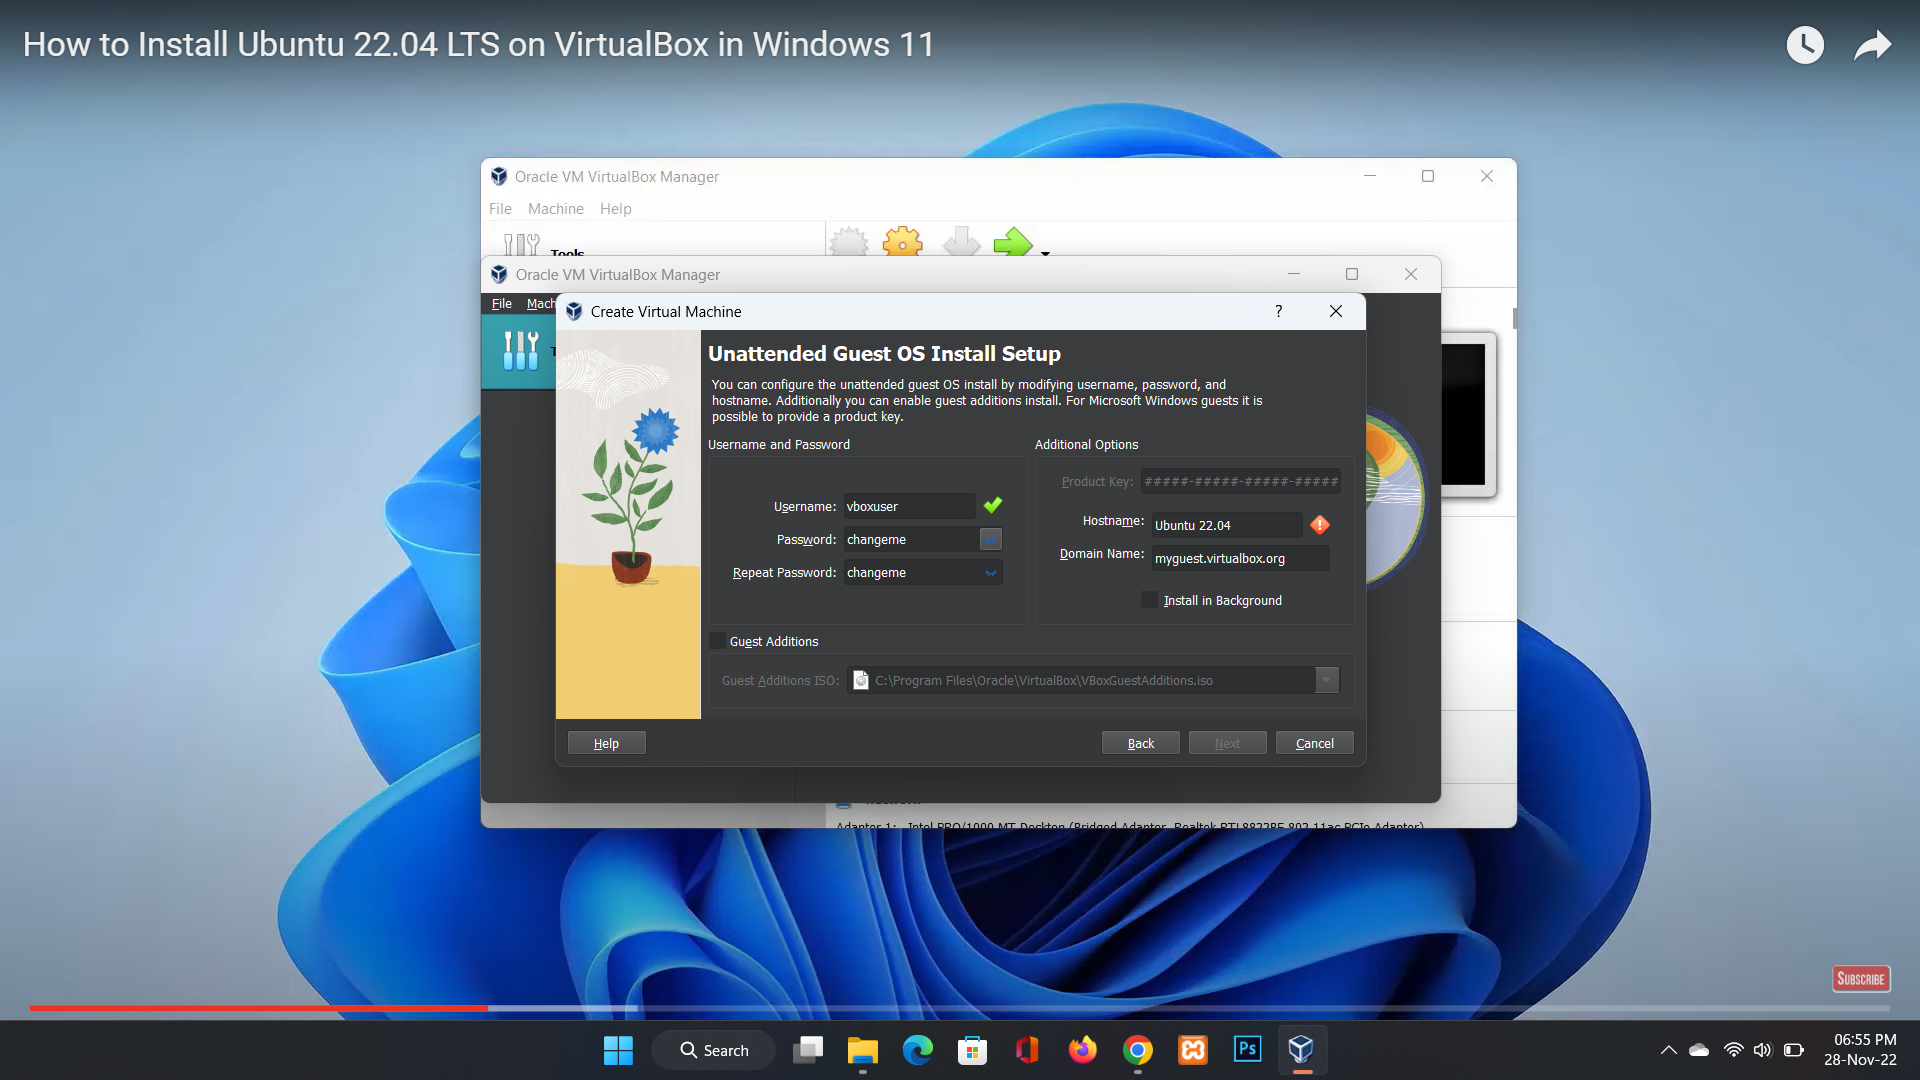 How to Install Ubuntu 22.04 LTS on VirtualBox in Windows 11
Oracle VM VirtualBox Manager
File Machine Help
Tools
Oracle VM VirtualBox Manager
File Mach
Create Virtual Machine
?
Unattended Guest OS Install Setup
You can configure the unattended guest OS install by modifying username, password, and
hostname. Additionally you can enable guest additions install. For Microsoft Windows guests it is
possible to provide a product key.
Username and Password
Username: vboxuser
Password: changeme
Repeat Password: changeme
Additional Options
Product Key: #####-#####-#####-#####
Hostname: Ubuntu 22.04
Domain Name: myguest.virtualbox.org
Install in Background
Guest Additions
Guest Additions ISO: C:\Program Files\Oracle\VirtualBox\VBoxGuestAdditions.iso
Help
Back
Next
Cancel
Adapter 1: Intel PRO/1000 MT Desktop (Bridged Adapter, Realtek RTL8822BE 802.11ac PCIe Adapter)
SUBSCRIBE
Search
Ps
06:55 PM
28-Nov-22